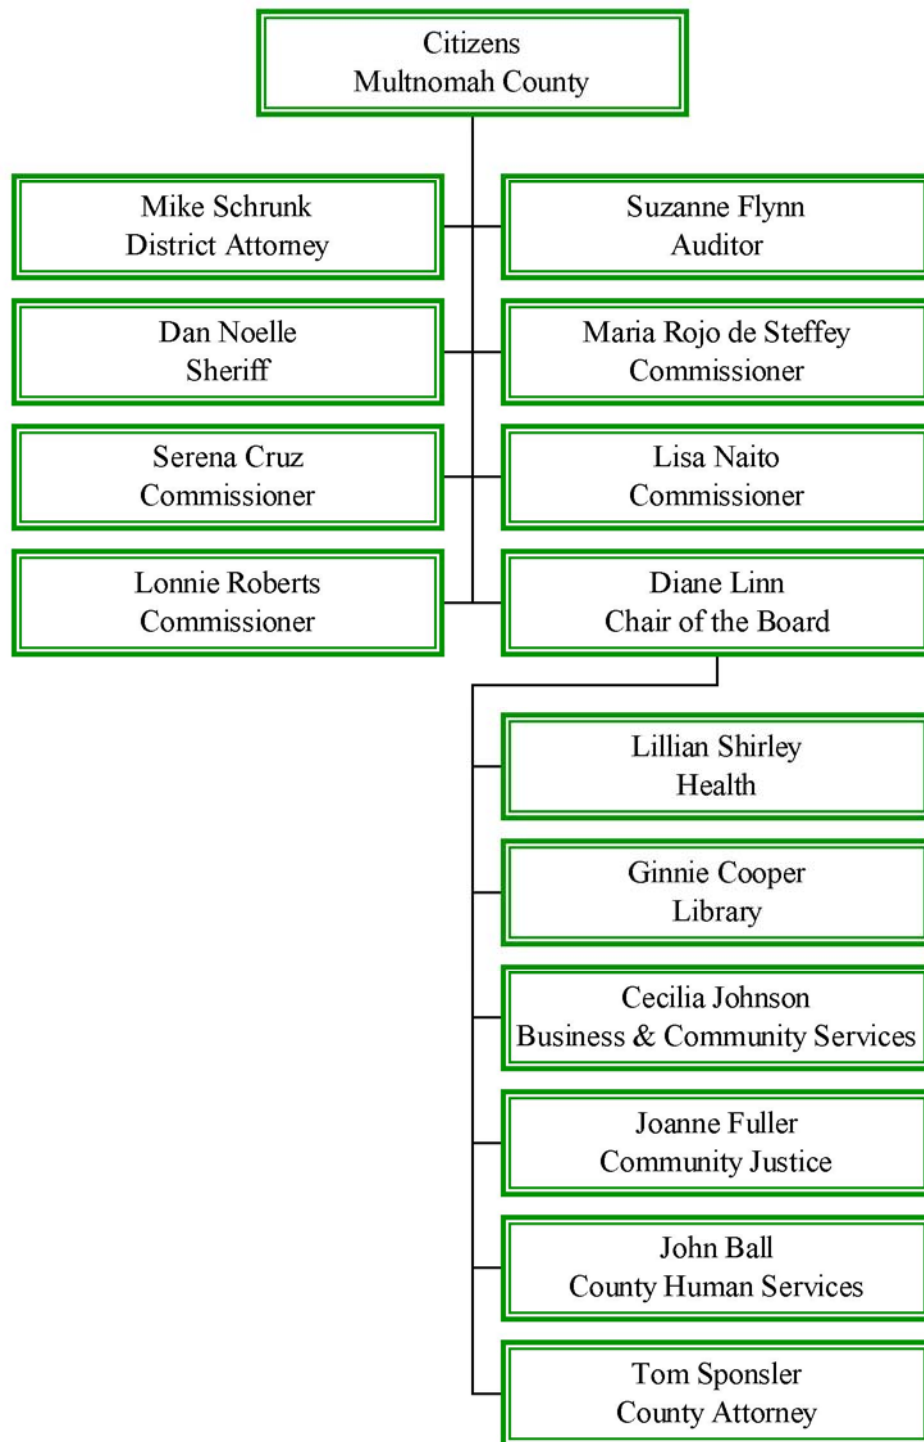 Citizens
Multnomah County
Mike Schrunk
District Attorney
Suzanne Flynn
Auditor
Dan Noelle
Sheriff
Maria Rojo de Steffey
Commissioner
Serena Cruz
Commissioner
Lisa Naito
Commissioner
Lonnie Roberts
Commissioner
Diane Linn
Chair of the Board
Lillian Shirley
Health
Ginnie Cooper
Library
Cecilia Johnson
Business & Community Services
Joanne Fuller
Community Justice
John Ball
County Human Services
Tom Sponsler
County Attorney